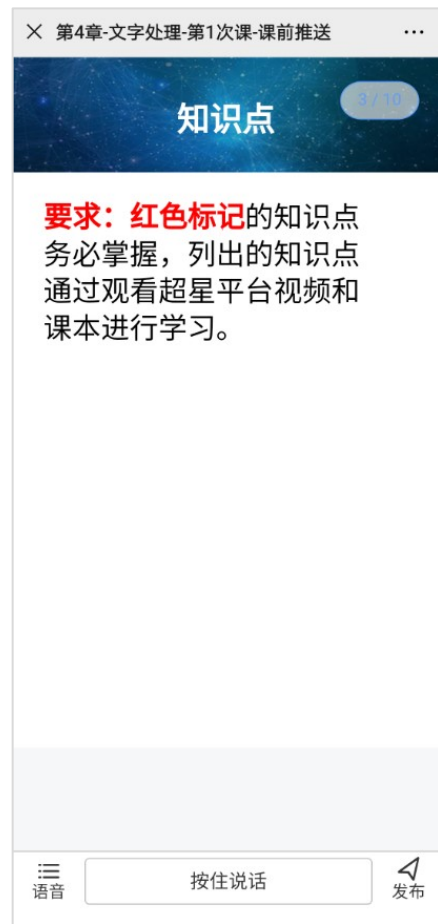 第4章-文字处理-第1次课-课前推送
知识点
3 / 10
要求：红色标记的知识点
务必掌握，列出的知识点
通过观看超星平台视频和
课本进行学习。
语音
按住说话
发布